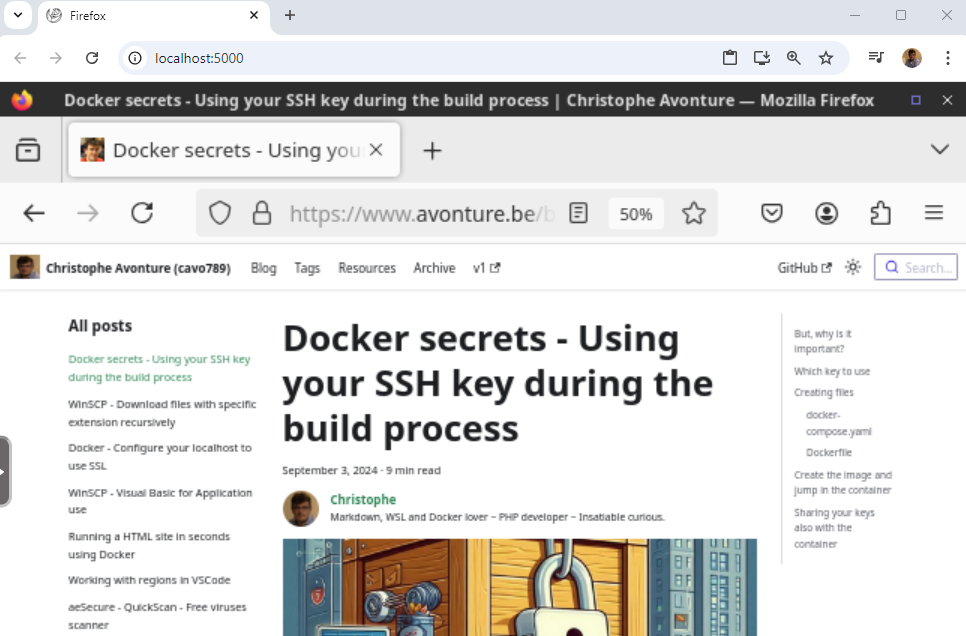 Firefox
localhost:5000
Docker secrets - Using your SSH key during the build process | Christophe Avonture — Mozilla Firefox
Docker secrets - Using you
https://www.avonture.be/b
50%
Christophe Avonture (cavo789)
Blog
Tags
Resources
Archive
v1
GitHub
Search...
All posts
Docker secrets - Using your SSH key
during the build process
WinSCP - Download files with specific
extension recursively
Docker - Configure your localhost to
use SSL
WinSCP - Visual Basic for Application
use
Running a HTML site in seconds
using Docker
Working with regions in VSCode
aeSecure - QuickScan - Free viruses
scanner
Docker secrets - Using
your SSH key during the
build process
September 3, 2024 · 9 min read
Christophe
Markdown, WSL and Docker lover ~ PHP developer ~ Insatiable curious.
But, why is it
important?
Which key to use
Creating files
docker-
compose.yaml
Dockerfile
Create the image and
jump in the container
Sharing your keys
also with the
container